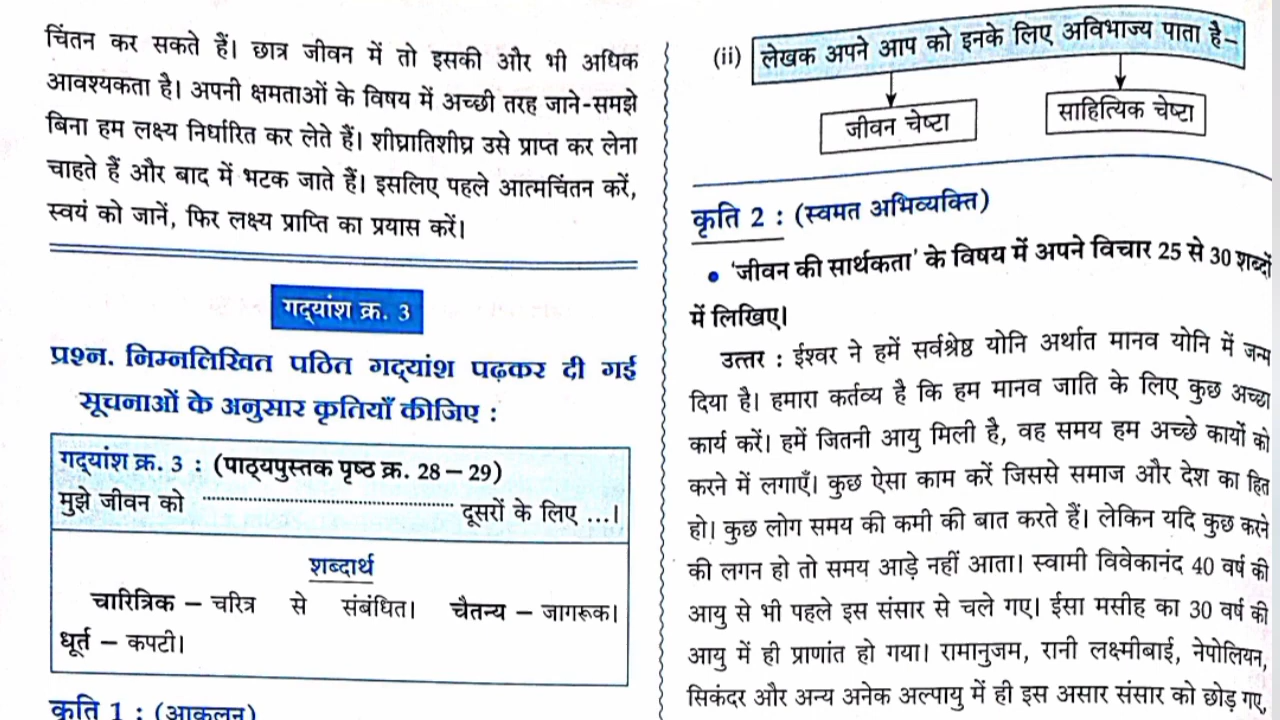 चिंतन कर सकते हैं। छात्र जीवन में तो इसकी और भी अधिक
आवश्यकता है। अपनी क्षमताओं के विषय में अच्छी तरह जाने-समझे
बिना हम लक्ष्य निर्धारित कर लेते हैं। शीघ्रातिशीघ्र उसे प्राप्त कर लेना
चाहते हैं और बाद में भटक जाते हैं। इसलिए पहले आत्मचिंतन करें,
स्वयं को जानें, फिर लक्ष्य प्राप्ति का प्रयास करें।
गद्यांश क्र. 3
प्रश्न. निम्नलिखित पठित गद्यांश पढ़कर दी गई
सूचनाओं के अनुसार कृतियाँ कीजिए :
गद्यांश क्र. 3 : (पाठ्यपुस्तक पृष्ठ क्र. 28 – 29)
मुझे जीवन को .................................................. दूसरों के लिए ...।
शब्दार्थ
चारित्रिक – चरित्र से संबंधित। चैतन्य – जागरूक।
धूर्त – कपटी।
कृति 1 : (आकलन)
(ii) लेखक अपने आप को इनके लिए अविभाज्य पाता है–
जीवन चेष्टा
साहित्यिक चेष्टा
कृति 2 : (स्वमत अभिव्यक्ति)
• 'जीवन की सार्थकता' के विषय में अपने विचार 25 से 30 शब्दों
में लिखिए।
उत्तर : ईश्वर ने हमें सर्वश्रेष्ठ योनि अर्थात मानव योनि में जन्म
दिया है। हमारा कर्तव्य है कि हम मानव जाति के लिए कुछ अच्छा
कार्य करें। हमें जितनी आयु मिली है, वह समय हम अच्छे कार्यों को
करने में लगाएँ। कुछ ऐसा काम करें जिससे समाज और देश का हित
हो। कुछ लोग समय की कमी की बात करते हैं। लेकिन यदि कुछ करने
की लगन हो तो समय आड़े नहीं आता। स्वामी विवेकानंद 40 वर्ष की
आयु से भी पहले इस संसार से चले गए। ईसा मसीह का 30 वर्ष की
आयु में ही प्राणांत हो गया। रामानुजम, रानी लक्ष्मीबाई, नेपोलियन,
सिकंदर और अन्य अनेक अल्पायु में ही इस असार संसार को छोड़ गए,